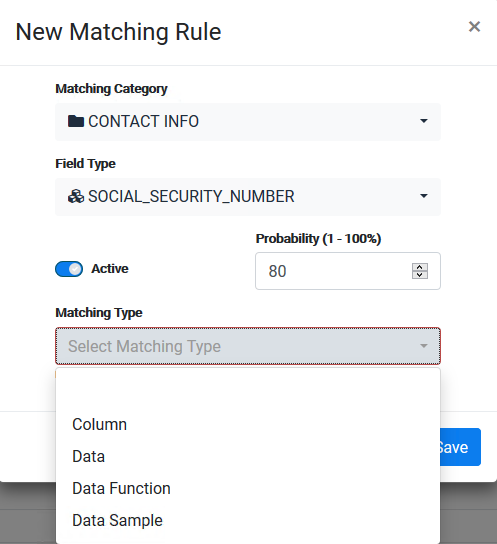 New Matching Rule
×
Matching Category
CONTACT INFO
Field Type
SOCIAL_SECURITY_NUMBER
Probability (1 - 100%)
Active
80
Matching Type
Select Matching Type
Column
Save
Data
Data Function
Data Sample